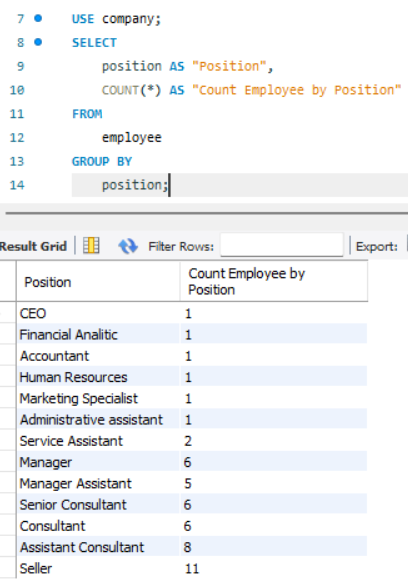 7 USE company;
8 SELECT
9 position AS "Position",
10 COUNT(*) AS "Count Employee by Position"
11 FROM
12 employee
13 GROUP BY
14 position;
Result Grid Filter Rows: Export:
Position Count Employee by
Position
CEO 1
Financial Analitic 1
Accountant 1
Human Resources 1
Marketing Specialist 1
Administrative assistant 1
Service Assistant 2
Manager 6
Manager Assistant 5
Senior Consultant 6
Consultant 6
Assistant Consultant 8
Seller 11